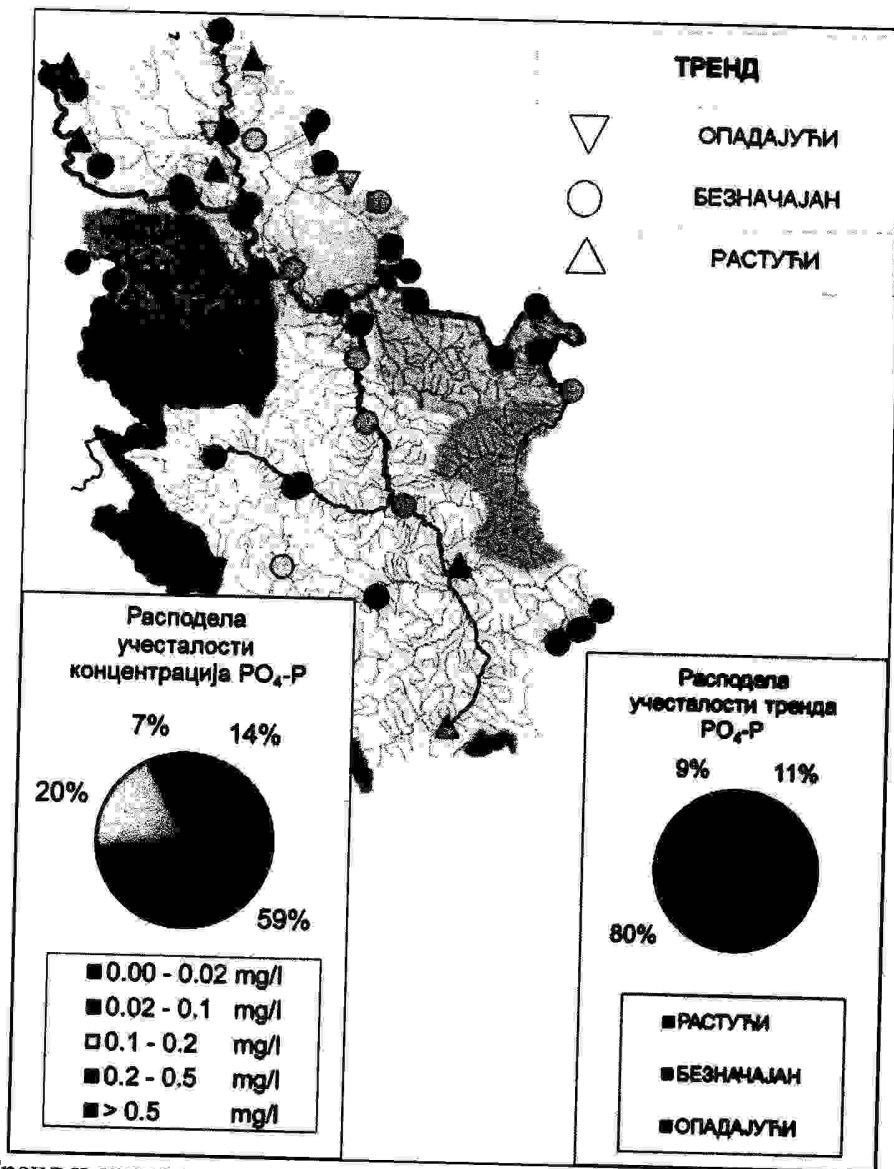 ТРЕНД
ОПАДАЈУЋИ
БЕЗНАЧАЈАН
РАСТУЋИ
Расподела
учесталости
концентрација PO₄-P
7%
14%
20%
59%
■0.00 - 0.02 mg/l
■0.02 - 0.1 mg/l
□0.1 - 0.2 mg/l
■0.2 - 0.5 mg/l
■> 0.5 mg/l
Расподела
учесталости тренда
PO₄-P
9%
11%
80%
■РАСТУЋИ
■БЕЗНАЧАЈАН
■ОПАДАЈУЋИ